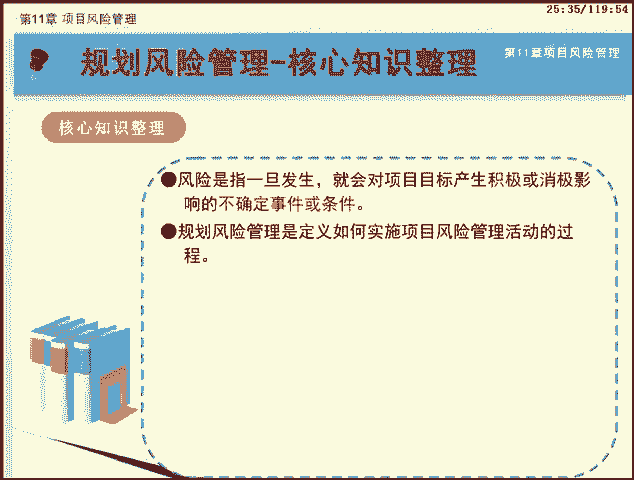 第11章 项目风险管理
25:35/119:54
规划风险管理-核心知识整理
第11章项目风险管理
核心知识整理
●风险是指一旦发生，就会对项目目标产生积极或消极影
响的不确定事件或条件。
●规划风险管理是定义如何实施项目风险管理活动的过
程。